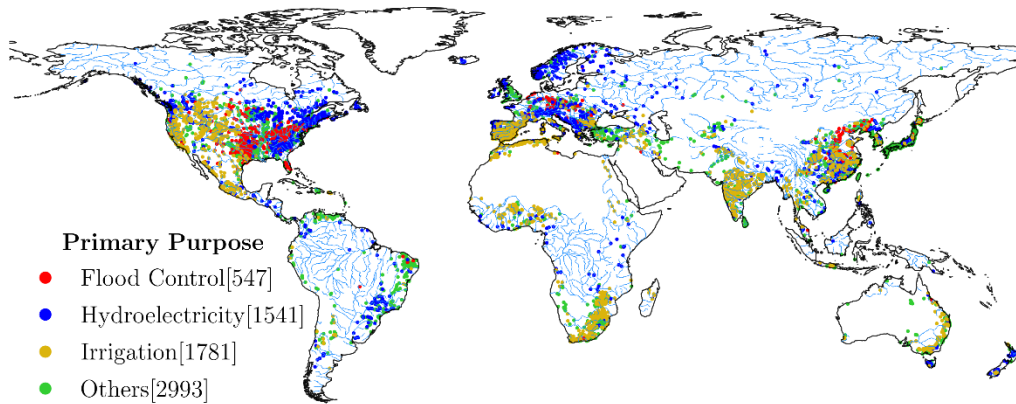 Primary Purpose
Flood Control[547]
Hydroelectricity[1541]
Irrigation[1781]
Others[2993]